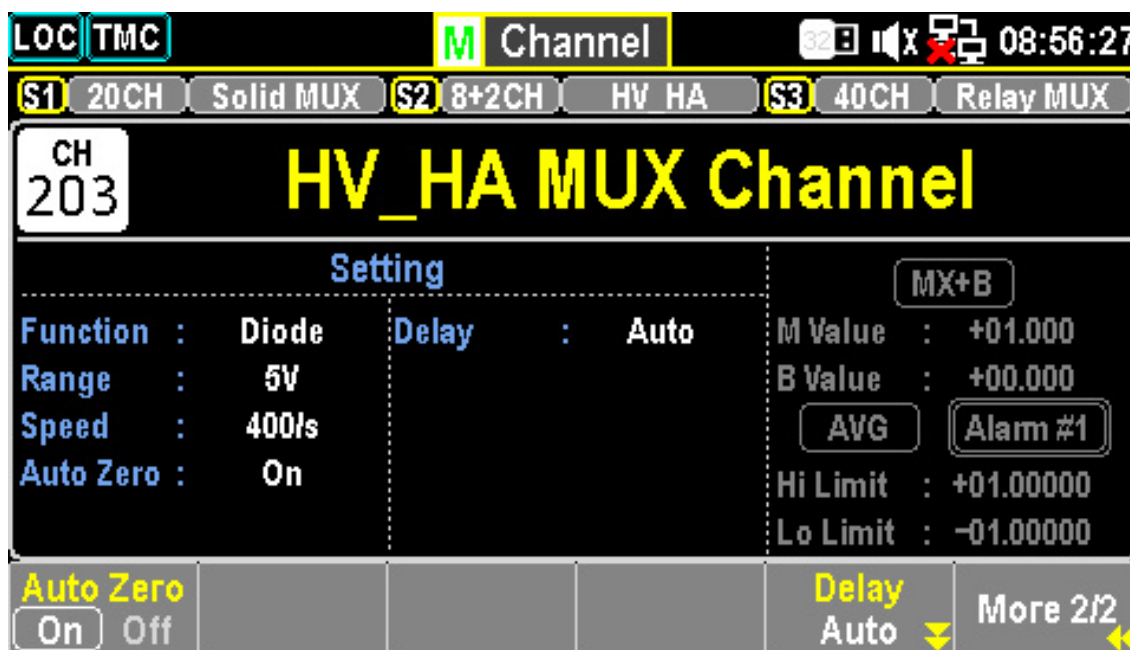 LOC TMC M Channel 32 08:56:27
S1 20CH Solid MUX S2 8+2CH HV_HA S3 40CH Relay MUX
CH
203
HV_HA MUX Channel
Setting
MX+B
Function : Diode Delay : Auto M Value : +01.000
Range : 5V B Value : +00.000
Speed : 400/s AVG Alarm #1
Auto Zero : On Hi Limit : +01.00000
Lo Limit : -01.00000
Auto Zero Delay More 2/2
On Off Auto